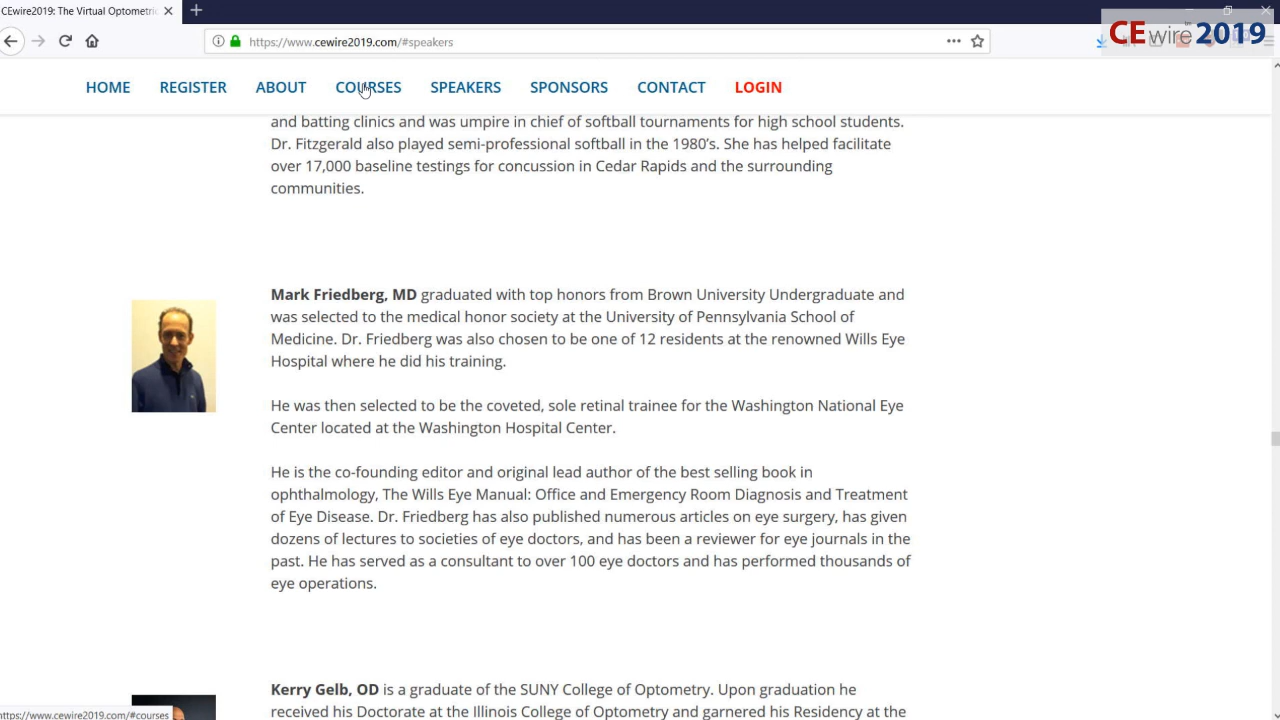 CEwire2019: The Virtual Optometric
https://www.cewire2019.com/#speakers
CEwire 2019
HOME REGISTER ABOUT COURSES SPEAKERS SPONSORS CONTACT LOGIN
and batting clinics and was umpire in chief of softball tournaments for high school students.
Dr. Fitzgerald also played semi-professional softball in the 1980's. She has helped facilitate
over 17,000 baseline testings for concussion in Cedar Rapids and the surrounding
communities.
Mark Friedberg, MD graduated with top honors from Brown University Undergraduate and
was selected to the medical honor society at the University of Pennsylvania School of
Medicine. Dr. Friedberg was also chosen to be one of 12 residents at the renowned Wills Eye
Hospital where he did his training.
He was then selected to be the coveted, sole retinal trainee for the Washington National Eye
Center located at the Washington Hospital Center.
He is the co-founding editor and original lead author of the best selling book in
ophthalmology, The Wills Eye Manual: Office and Emergency Room Diagnosis and Treatment
of Eye Disease. Dr. Friedberg has also published numerous articles on eye surgery, has given
dozens of lectures to societies of eye doctors, and has been a reviewer for eye journals in the
past. He has served as a consultant to over 100 eye doctors and has performed thousands of
eye operations.
Kerry Gelb, OD is a graduate of the SUNY College of Optometry. Upon graduation he
received his Doctorate at the Illinois College of Optometry and garnered his Residency at the
https://www.cewire2019.com/#courses